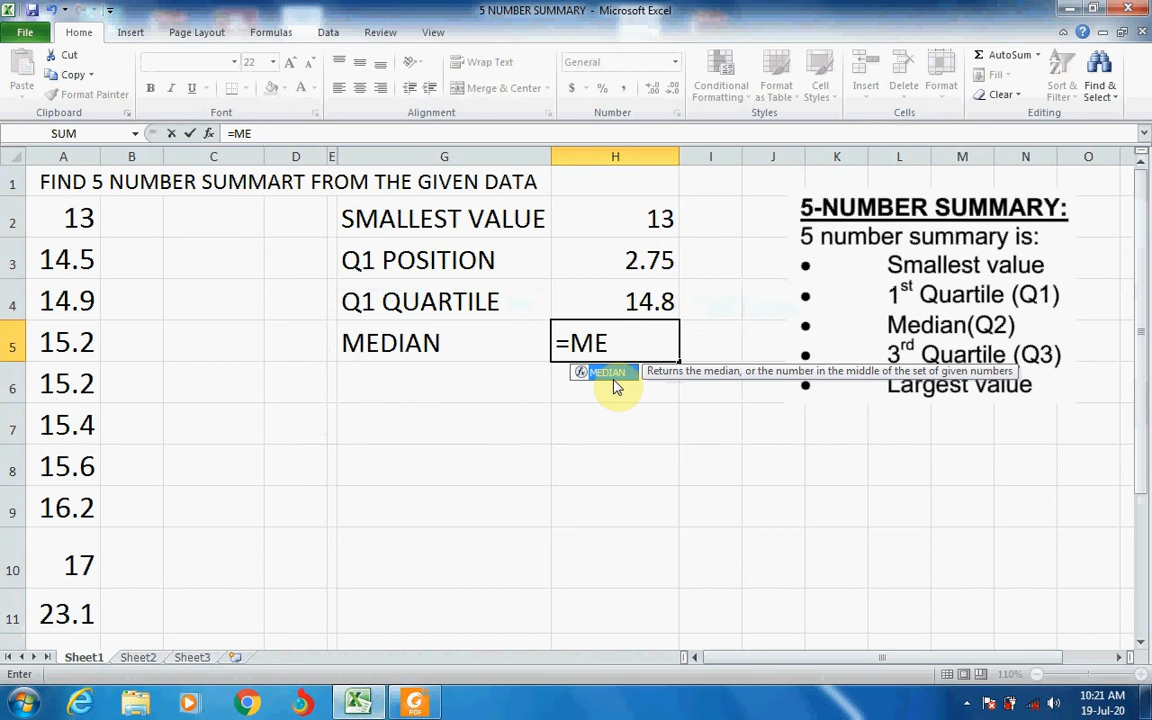 5 NUMBER SUMMARY - Microsoft Excel
File Home Insert Page Layout Formulas Data Review View
Paste
Cut
Copy
Format Painter
Clipboard
22
B I U A
Font
Wrap Text
Merge & Center
Alignment
General
$ % ,
Number
Conditional Formatting
Format as Table
Cell Styles
Styles
Insert Delete Format
Cells
AutoSum
Fill
Clear
Sort & Filter
Find & Select
Editing
SUM fx =ME
A B C D E G H I J K L M N O
1 FIND 5 NUMBER SUMMART FROM THE GIVEN DATA
2 13 SMALLEST VALUE 13
3 14.5 Q1 POSITION 2.75
4 14.9 Q1 QUARTILE 14.8
5 15.2 MEDIAN =ME
6 15.2
7 15.4
8 15.6
9 16.2
10 17
11 23.1
MEDIAN
Returns the median, or the number in the middle of the set of given numbers
5-NUMBER SUMMARY:
5 number summary is:
• Smallest value
• 1st Quartile (Q1)
• Median(Q2)
• 3rd Quartile (Q3)
• Largest value
Sheet1 Sheet2 Sheet3
Enter
110%
PDF
10:21 AM
19-Jul-20